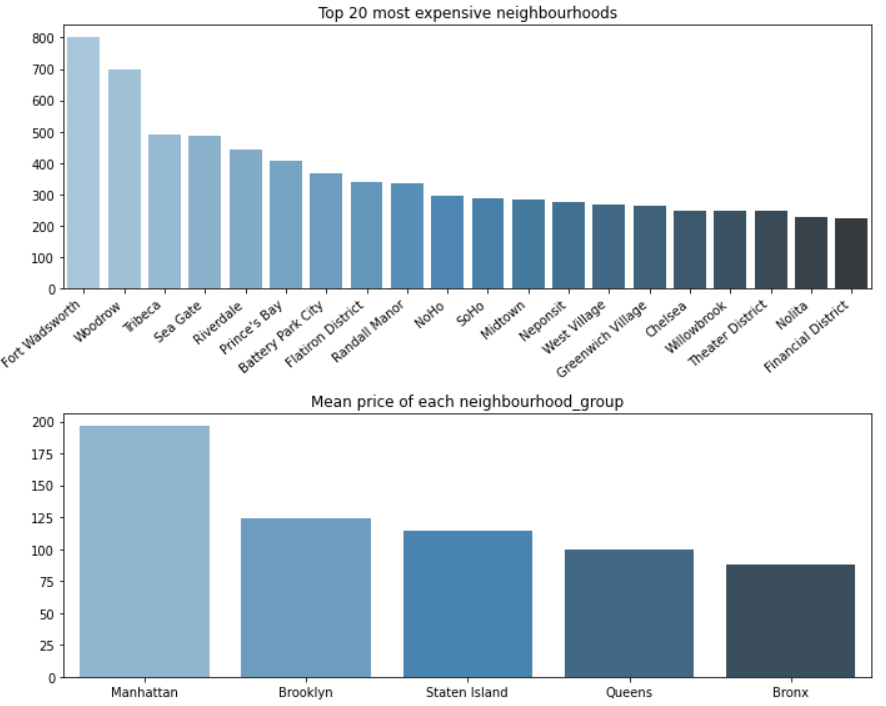 Top 20 most expensive neighbourhoods
800
700
600
500
400
300
200
100
0
Fort Wadsworth
Woodrow
Tribeca
Sea Gate
Riverdale
Prince's Bay
Battery Park City
Flatiron District
Randall Manor
NoHo
SoHo
Midtown
Neponsit
West Village
Greenwich Village
Chelsea
Willowbrook
Theater District
Nolita
Financial District
Mean price of each neighbourhood_group
200
175
150
125
100
75
50
25
0
Manhattan
Brooklyn
Staten Island
Queens
Bronx